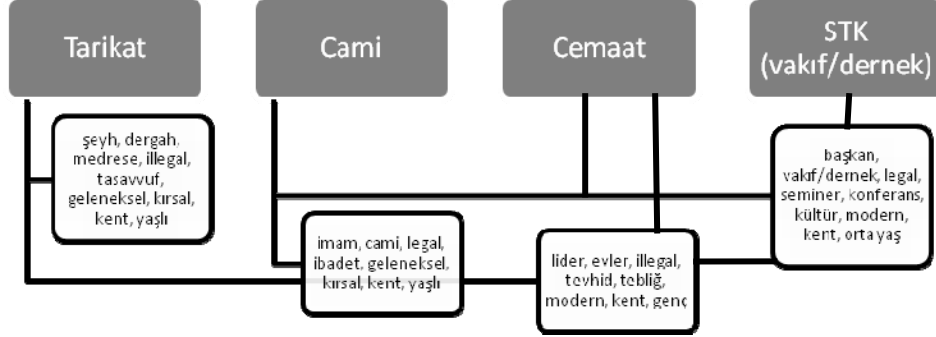 Tarikat
Cami
Cemaat
STK
(vakıf/dernek)
şeyh, dergah,
medrese, illegal,
tasavvuf,
geleneksel, kırsal,
kent, yaşlı
imam, cami, legal,
ibadet, geleneksel,
kırsal, kent, yaşlı
lider, evler, illegal,
tevhid, tebliğ,
modern, kent, genç
başkan,
vakıf/dernek, legal,
seminer, konferans,
kültür, modern,
kent, orta yaş